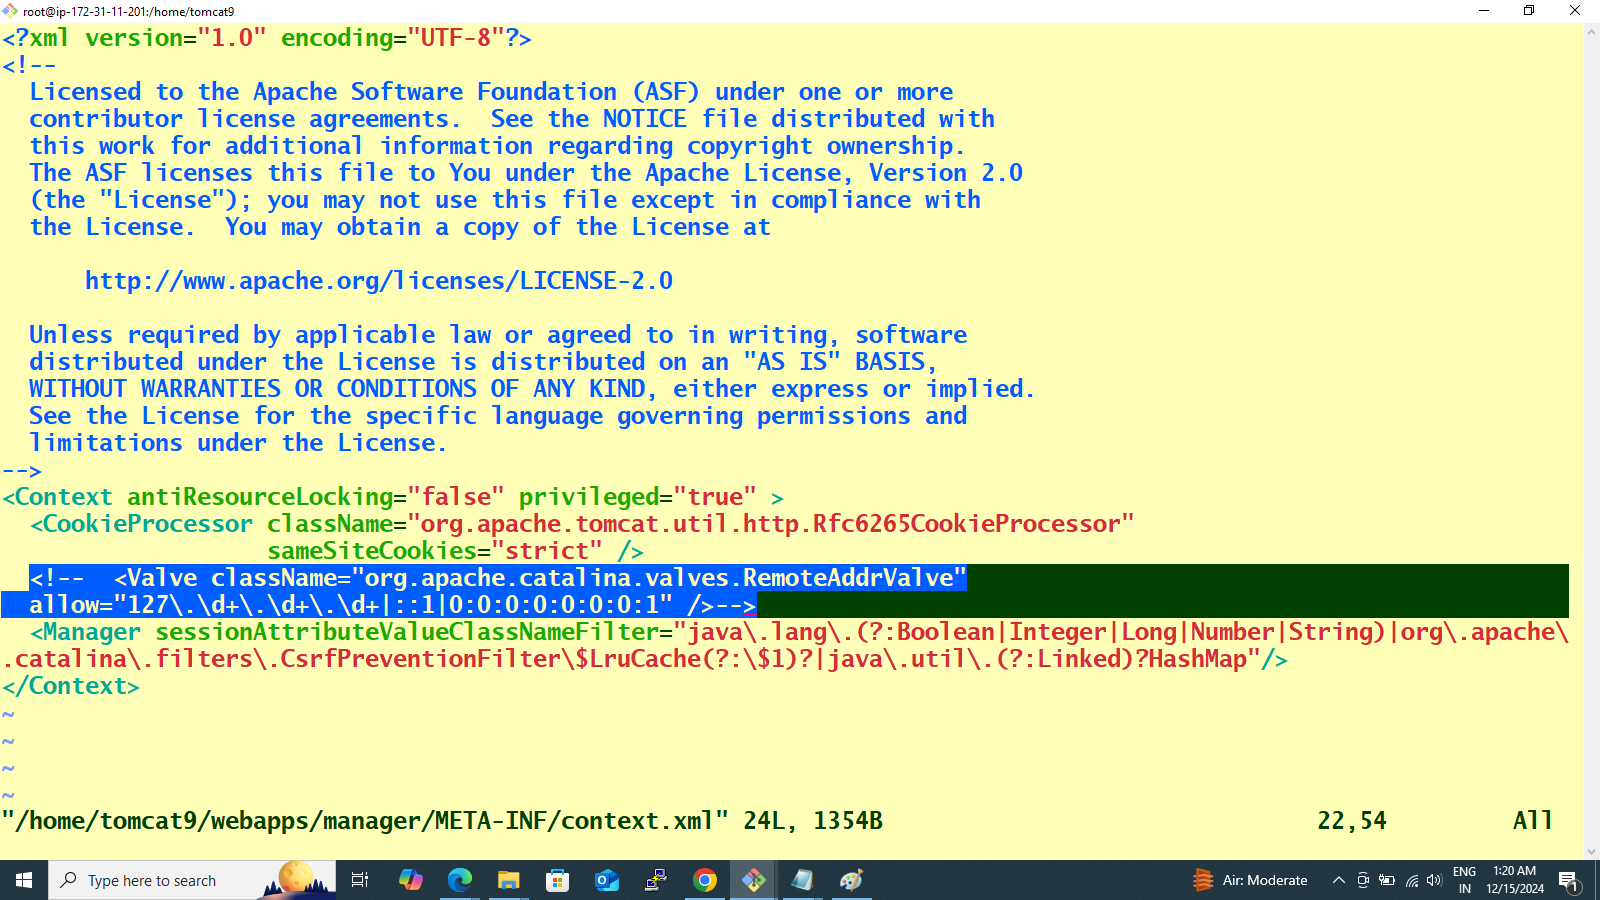 root@ip-172-31-11-201:/home/tomcat9
<?xml version="1.0" encoding="UTF-8"?>
<!--
  Licensed to the Apache Software Foundation (ASF) under one or more
  contributor license agreements.  See the NOTICE file distributed with
  this work for additional information regarding copyright ownership.
  The ASF licenses this file to You under the Apache License, Version 2.0
  (the "License"); you may not use this file except in compliance with
  the License.  You may obtain a copy of the License at
      http://www.apache.org/licenses/LICENSE-2.0
  Unless required by applicable law or agreed to in writing, software
  distributed under the License is distributed on an "AS IS" BASIS,
  WITHOUT WARRANTIES OR CONDITIONS OF ANY KIND, either express or implied.
  See the License for the specific language governing permissions and
  limitations under the License.
-->
<Context antiResourceLocking="false" privileged="true" >
  <CookieProcessor className="org.apache.tomcat.util.http.Rfc6265CookieProcessor"
                   sameSiteCookies="strict" />
  <!--  <Valve className="org.apache.catalina.valves.RemoteAddrValve"
  allow="127\.\d+\.\d+\.\d+|::1|0:0:0:0:0:0:0:1" />-->
  <Manager sessionAttributeValueClassNameFilter="java\.lang\.(?:Boolean|Integer|Long|Number|String)|org\.apache\
.catalina\.filters\.CsrfPreventionFilter\$LruCache(?:\$1)?|java\.util\.(?:Linked)?HashMap"/>
</Context>
~
~
~
~
"/home/tomcat9/webapps/manager/META-INF/context.xml" 24L, 1354B 22,54 All
Type here to search
Air: Moderate
ENG
IN
1:20 AM
12/15/2024
1